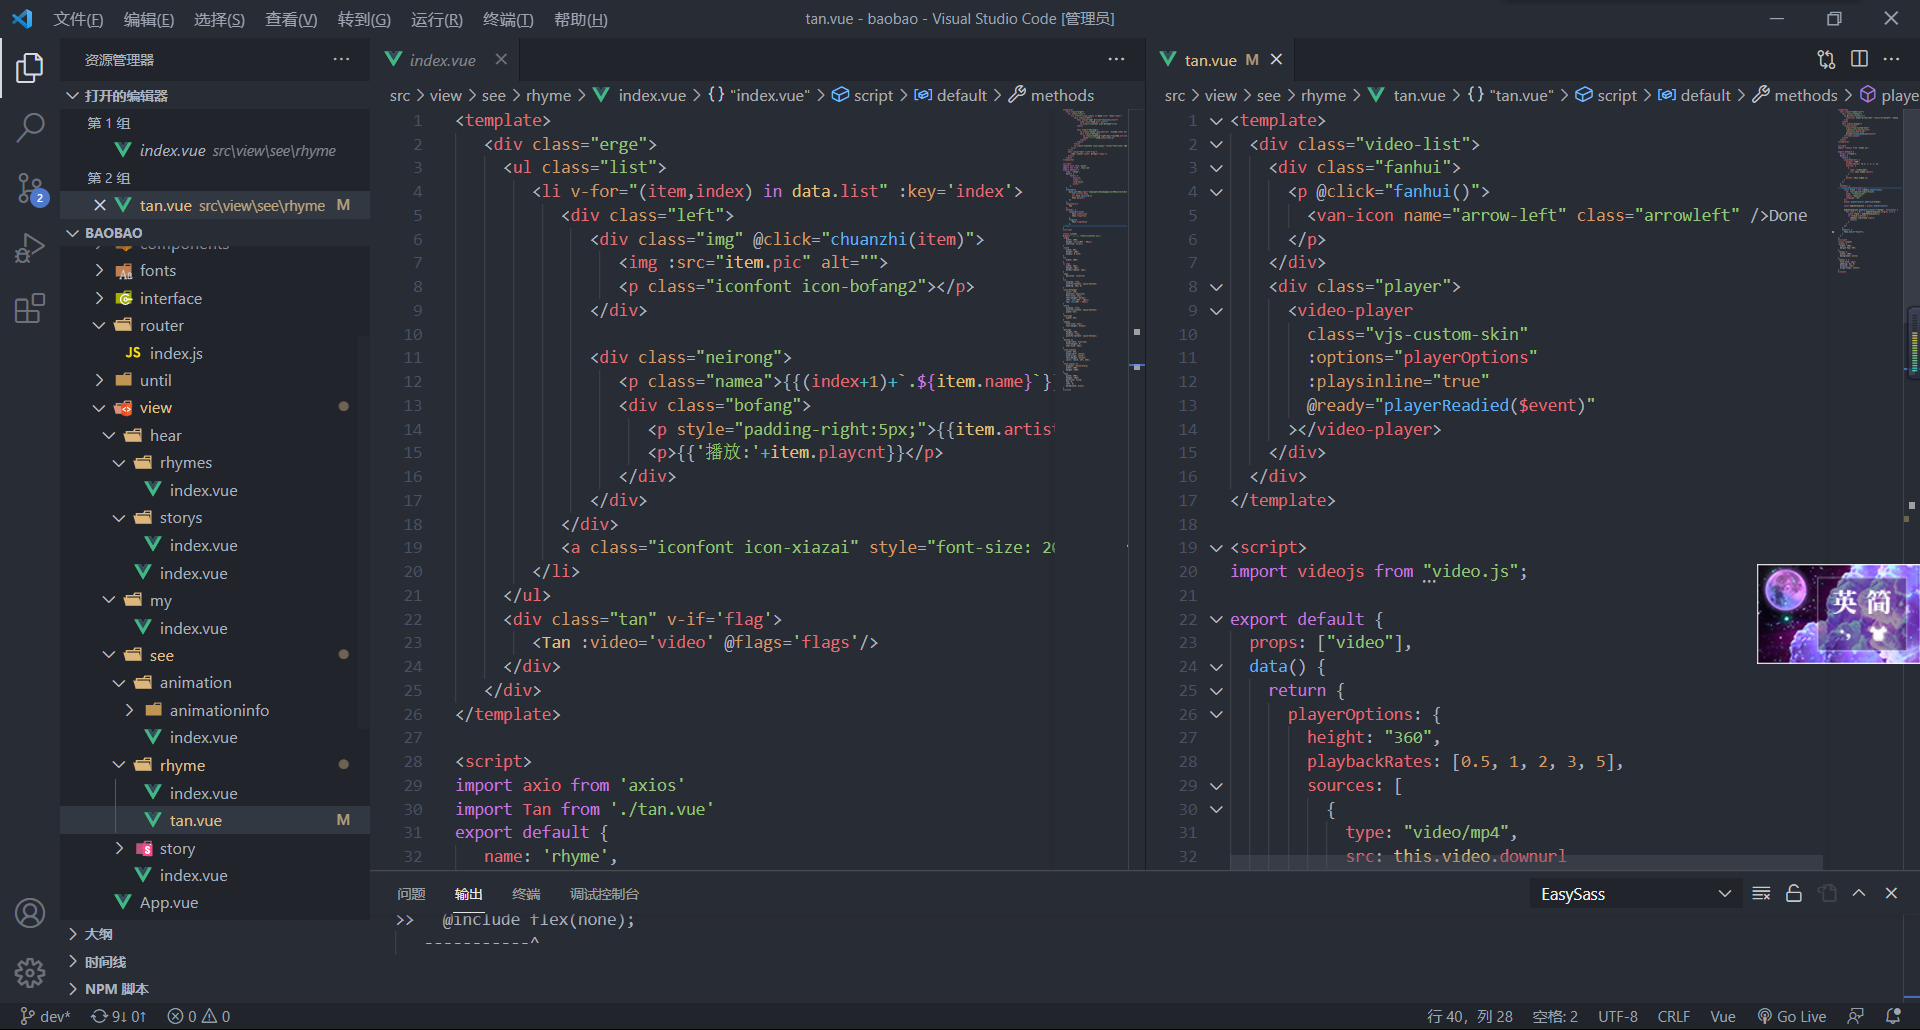 文件(F) 编辑(E) 选择(S) 查看(V) 转到(G) 运行(R) 终端(T) 帮助(H) tan.vue - baobao - Visual Studio Code [管理员]
资源管理器
打开的编辑器
第 1 组
index.vue src\view\see\rhyme
第 2 组
tan.vue src\view\see\rhyme M
BAOBAO
components
fonts
interface
router
JS index.js
until
view
hear
rhymes
index.vue
storys
index.vue
index.vue
my
index.vue
see
animation
animationinfo
index.vue
rhyme
index.vue
tan.vue M
story
index.vue
App.vue
大纲
时间线
NPM 脚本
2
index.vue
src > view > see > rhyme > index.vue > {} "index.vue" > script > default > methods
1 <template>
2 <div class="erge">
3 <ul class="list">
4 <li v-for="(item,index) in data.list" :key='index'>
5 <div class="left">
6 <div class="img" @click="chuanzhi(item)">
7 <img :src="item.pic" alt="">
8 <p class="iconfont icon-bofang2"></p>
9 </div>
10
11 <div class="neirong">
12 <p class="namea">{{(index+1)+`.${item.name}`}
13 <div class="bofang">
14 <p style="padding-right:5px;">{{item.artist
15 <p>{{'播放:'+item.playcnt}}</p>
16 </div>
17 </div>
18 </div>
19 <a class="iconfont icon-xiazai" style="font-size: 20
20 </li>
21 </ul>
22 <div class="tan" v-if='flag'>
23 <Tan :video='video' @flags='flags'/>
24 </div>
25 </div>
26 </template>
27
28 <script>
29 import axio from 'axios'
30 import Tan from './tan.vue'
31 export default {
32 name: 'rhyme',
tan.vue M
src > view > see > rhyme > tan.vue > {} "tan.vue" > script > default > methods > playe
1 <template>
2 <div class="video-list">
3 <div class="fanhui">
4 <p @click="fanhui()">
5 <van-icon name="arrow-left" class="arrowleft" />Done
6 </p>
7 </div>
8 <div class="player">
9 <video-player
10 class="vjs-custom-skin"
11 :options="playerOptions"
12 :playsinline="true"
13 @ready="playerReadied($event)"
14 ></video-player>
15 </div>
16 </div>
17 </template>
18
19 <script>
20 import videojs from "video.js";
21
22 export default {
23 props: ["video"],
24 data() {
25 return {
26 playerOptions: {
27 height: "360",
28 playbackRates: [0.5, 1, 2, 3, 5],
29 sources: [
30 {
31 type: "video/mp4",
32 src: this.video.downurl
英 简
问题 输出 终端 调试控制台 EasySass
>> @include flex(none);
-----------^
dev* 9↓ 0↑ 0 0 行 40，列 28 空格: 2 UTF-8 CRLF Vue Go Live